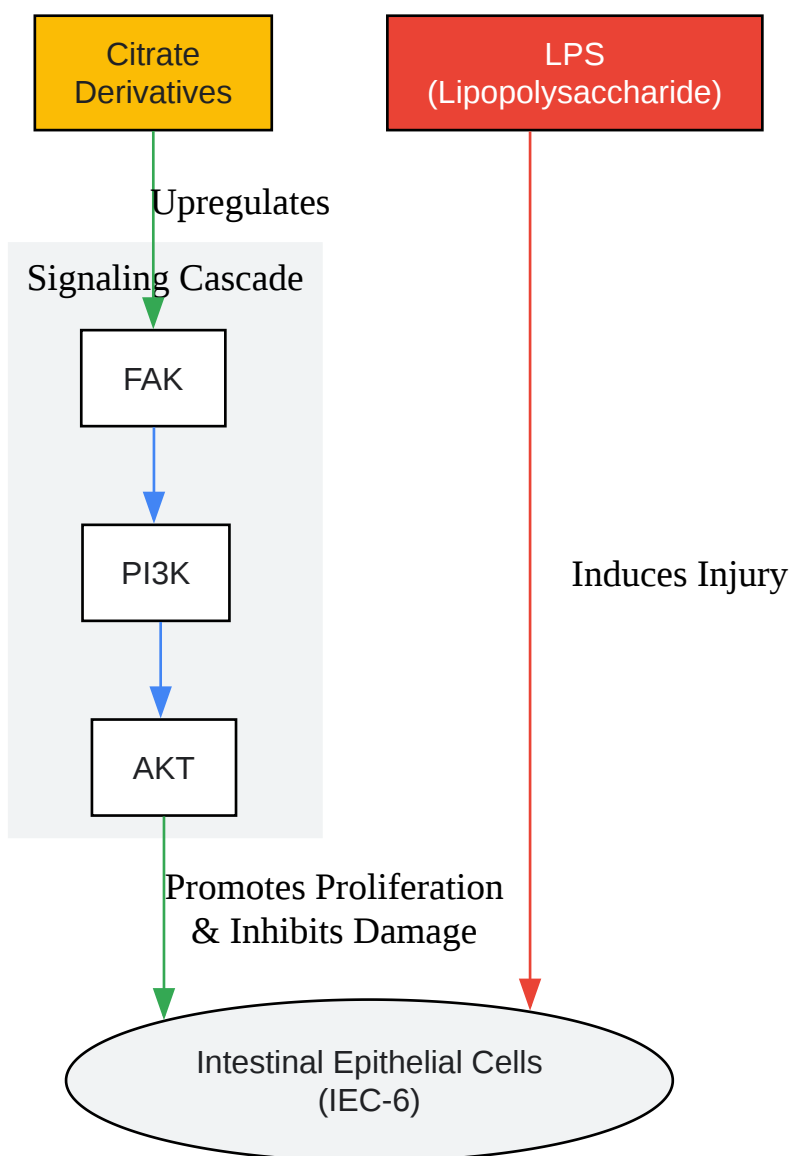 Citrate
Derivatives
LPS
(Lipopolysaccharide)
Upregulates
Signaling Cascade
FAK
PI3K
Induces Injury
AKT
Promotes Proliferation
& Inhibits Damage
Intestinal Epithelial Cells
(IEC-6)